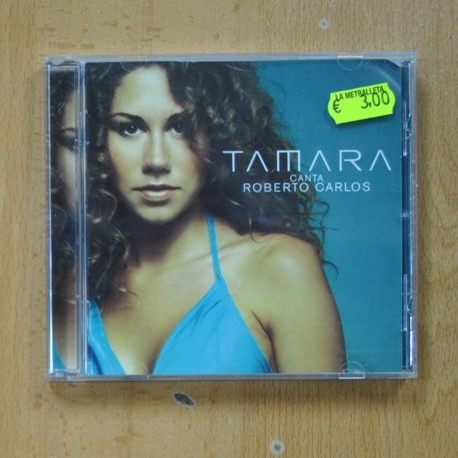 LA METRALLETA
€ 3,00
TAMARA
CANTA
ROBERTO CARLOS